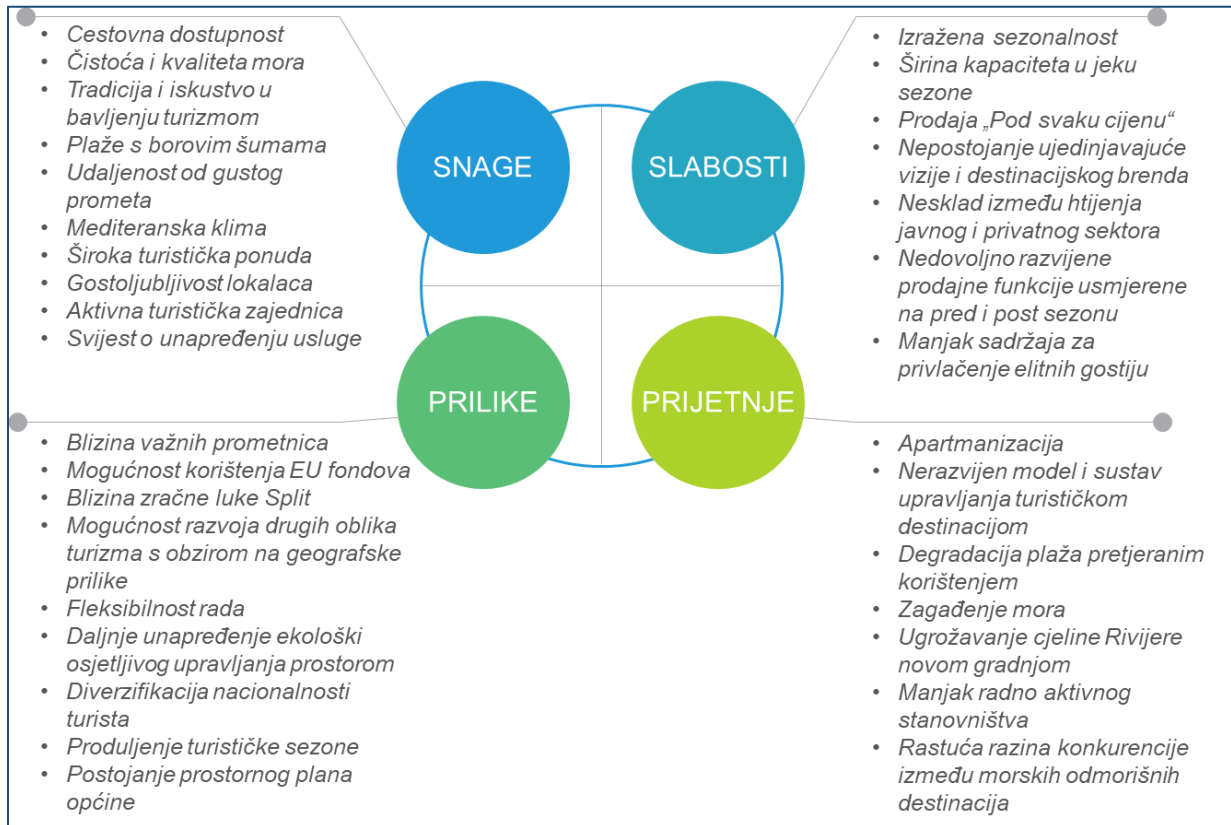 • Cestovna dostupnost
• Čistoća i kvaliteta mora
• Tradicija i iskustvo u
bavljenju turizmom
• Plaže s borovim šumama
• Udaljenost od gustog
prometa
• Mediteranska klima
• Široka turistička ponuda
• Gostoljubljivost lokalaca
• Aktivna turistička zajednica
• Svijest o unapređenju usluge
SNAGE
SLABOSTI
• Izražena sezonalnost
• Širina kapaciteta u jeku
sezone
• Prodaja „Pod svaku cijenu“
• Nepostojanje ujedinjavajuće
vizije i destinacijskog brenda
• Nesklad između htijenja
javnog i privatnog sektora
• Nedovoljno razvijene
prodajne funkcije usmjerene
na pred i post sezonu
• Manjak sadržaja za
privlačenje elitnih gostiju
PRILIKE
PRIJETNJE
• Blizina važnih prometnica
• Mogućnost korištenja EU fondova
• Blizina zračne luke Split
• Mogućnost razvoja drugih oblika
turizma s obzirom na geografske
prilike
• Fleksibilnost rada
• Daljnje unapređenje ekološki
osjetljivog upravljanja prostorom
• Diverzifikacija nacionalnosti
turista
• Produljenje turističke sezone
• Postojanje prostornog plana
općine
• Apartmanizacija
• Nerazvijen model i sustav
upravljanja turističkom
destinacijom
• Degradacija plaža pretjeranim
korištenjem
• Zagađenje mora
• Ugrožavanje cjeline Rivijere
novom gradnjom
• Manjak radno aktivnog
stanovništva
• Rastuća razina konkurencije
između morskih odmorišnih
destinacija